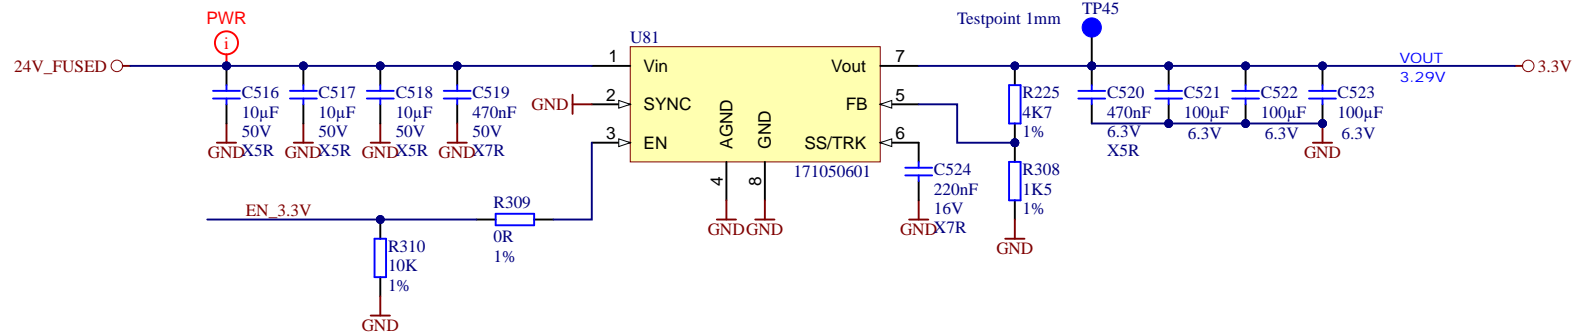 PWR
i
24V_FUSED
C516
10µF
50V
X5R
GND
C517
10µF
50V
X5R
GND
C518
10µF
50V
X5R
GND
C519
470nF
50V
X7R
GND
U81
1
Vin
2
SYNC
GND
3
EN
AGND
GND
4
8
GND
GND
Vout
7
FB
5
SS/TRK
6
171050601
C524
220nF
16V
X7R
GND
EN_3.3V
R309
0R
1%
R310
10K
1%
GND
R225
4K7
1%
R308
1K5
1%
GND
Testpoint 1mm
TP45
C520
470nF
6.3V
X5R
C521
100µF
6.3V
C522
100µF
6.3V
C523
100µF
6.3V
GND
VOUT
3.29V
3.3V